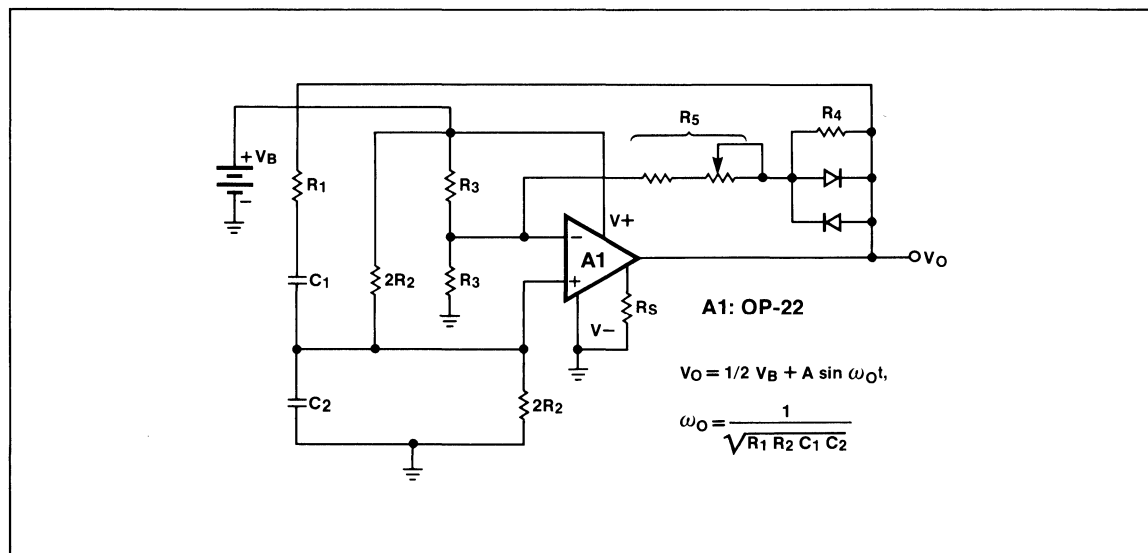 R4
R5
+ VB
R1
R3
V+
−
A1
−
C1
2R2
R3
+
RS
VO
A1: OP-22
V−
VO = 1/2 VB + A sin ωOt,
C2
2R2
ωO = 1 / √R1 R2 C1 C2